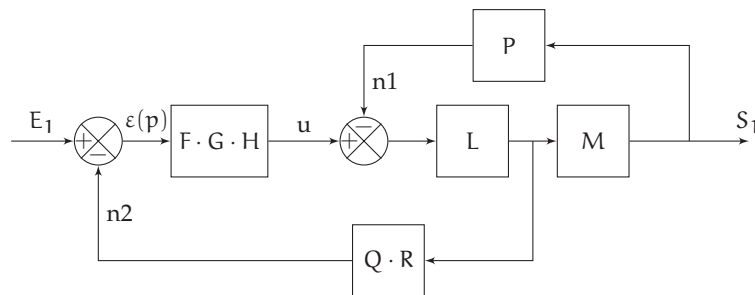 P
n1
E₁
ε(p)
F · G · H
u
L
M
S₁
+
−
+
−
n2
Q · R